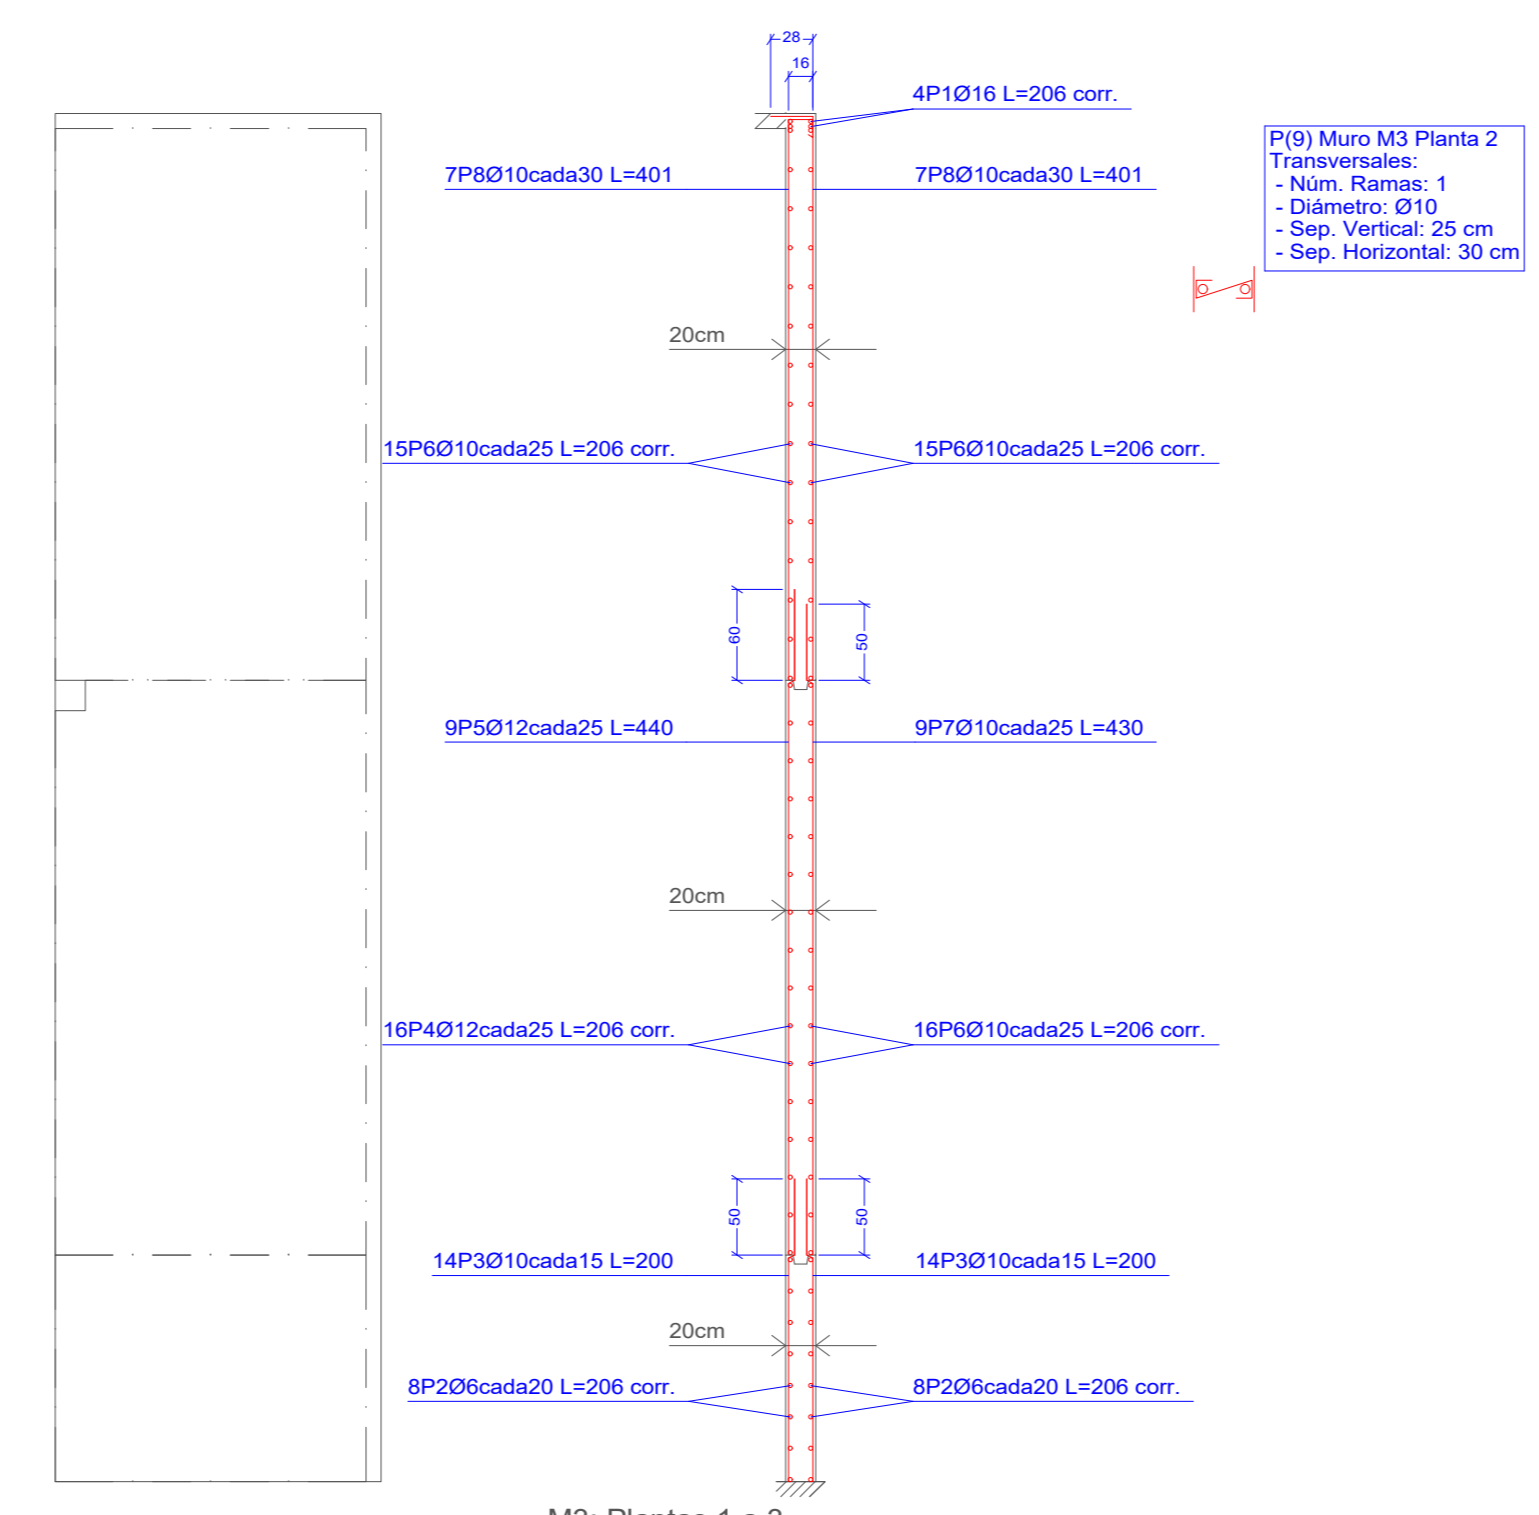 28
16
4P1Ø16 L=206 corr.
P(9) Muro M3 Planta 2
Transversales:
- Núm. Ramas: 1
- Diámetro: Ø10
- Sep. Vertical: 25 cm
- Sep. Horizontal: 30 cm
7P8Ø10cada30 L=401
7P8Ø10cada30 L=401
20cm
15P6Ø10cada25 L=206 corr.
15P6Ø10cada25 L=206 corr.
60
50
9P5Ø12cada25 L=440
9P7Ø10cada25 L=430
20cm
16P4Ø12cada25 L=206 corr.
16P6Ø10cada25 L=206 corr.
50
50
14P3Ø10cada15 L=200
14P3Ø10cada15 L=200
20cm
8P2Ø6cada20 L=206 corr.
8P2Ø6cada20 L=206 corr.
Plantas 1 a